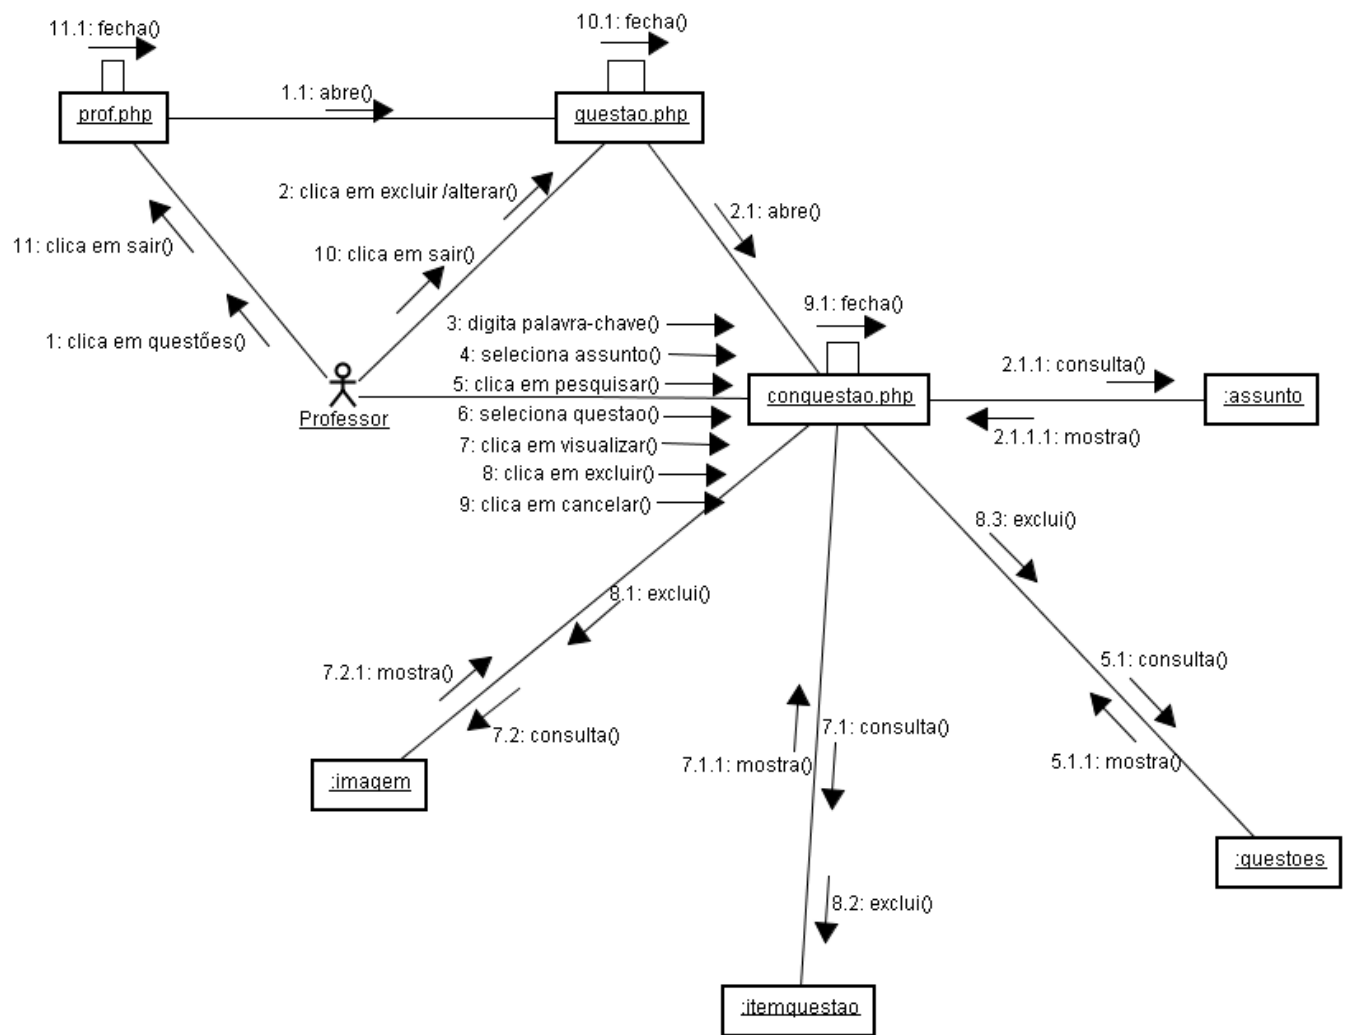 11.1: fecha()
10.1: fecha()
1.1: abre()
prof.php
questao.php
2: clica em excluir /alterar()
2.1: abre()
11: clica em sair()
10: clica em sair()
9.1: fecha()
3: digita palavra-chave()
1: clica em questões()
4: seleciona assunto()
2.1.1: consulta()
5: clica em pesquisar()
conquestao.php
:assunto
Professor
6: seleciona questao()
2.1.1.1: mostra()
7: clica em visualizar()
8: clica em excluir()
9: clica em cancelar()
8.3: exclui()
8.1: exclui()
5.1: consulta()
7.2.1: mostra()
7.2: consulta()
7.1: consulta()
7.1.1: mostra()
5.1.1: mostra()
:imagem
:questoes
8.2: exclui()
:itemquestao